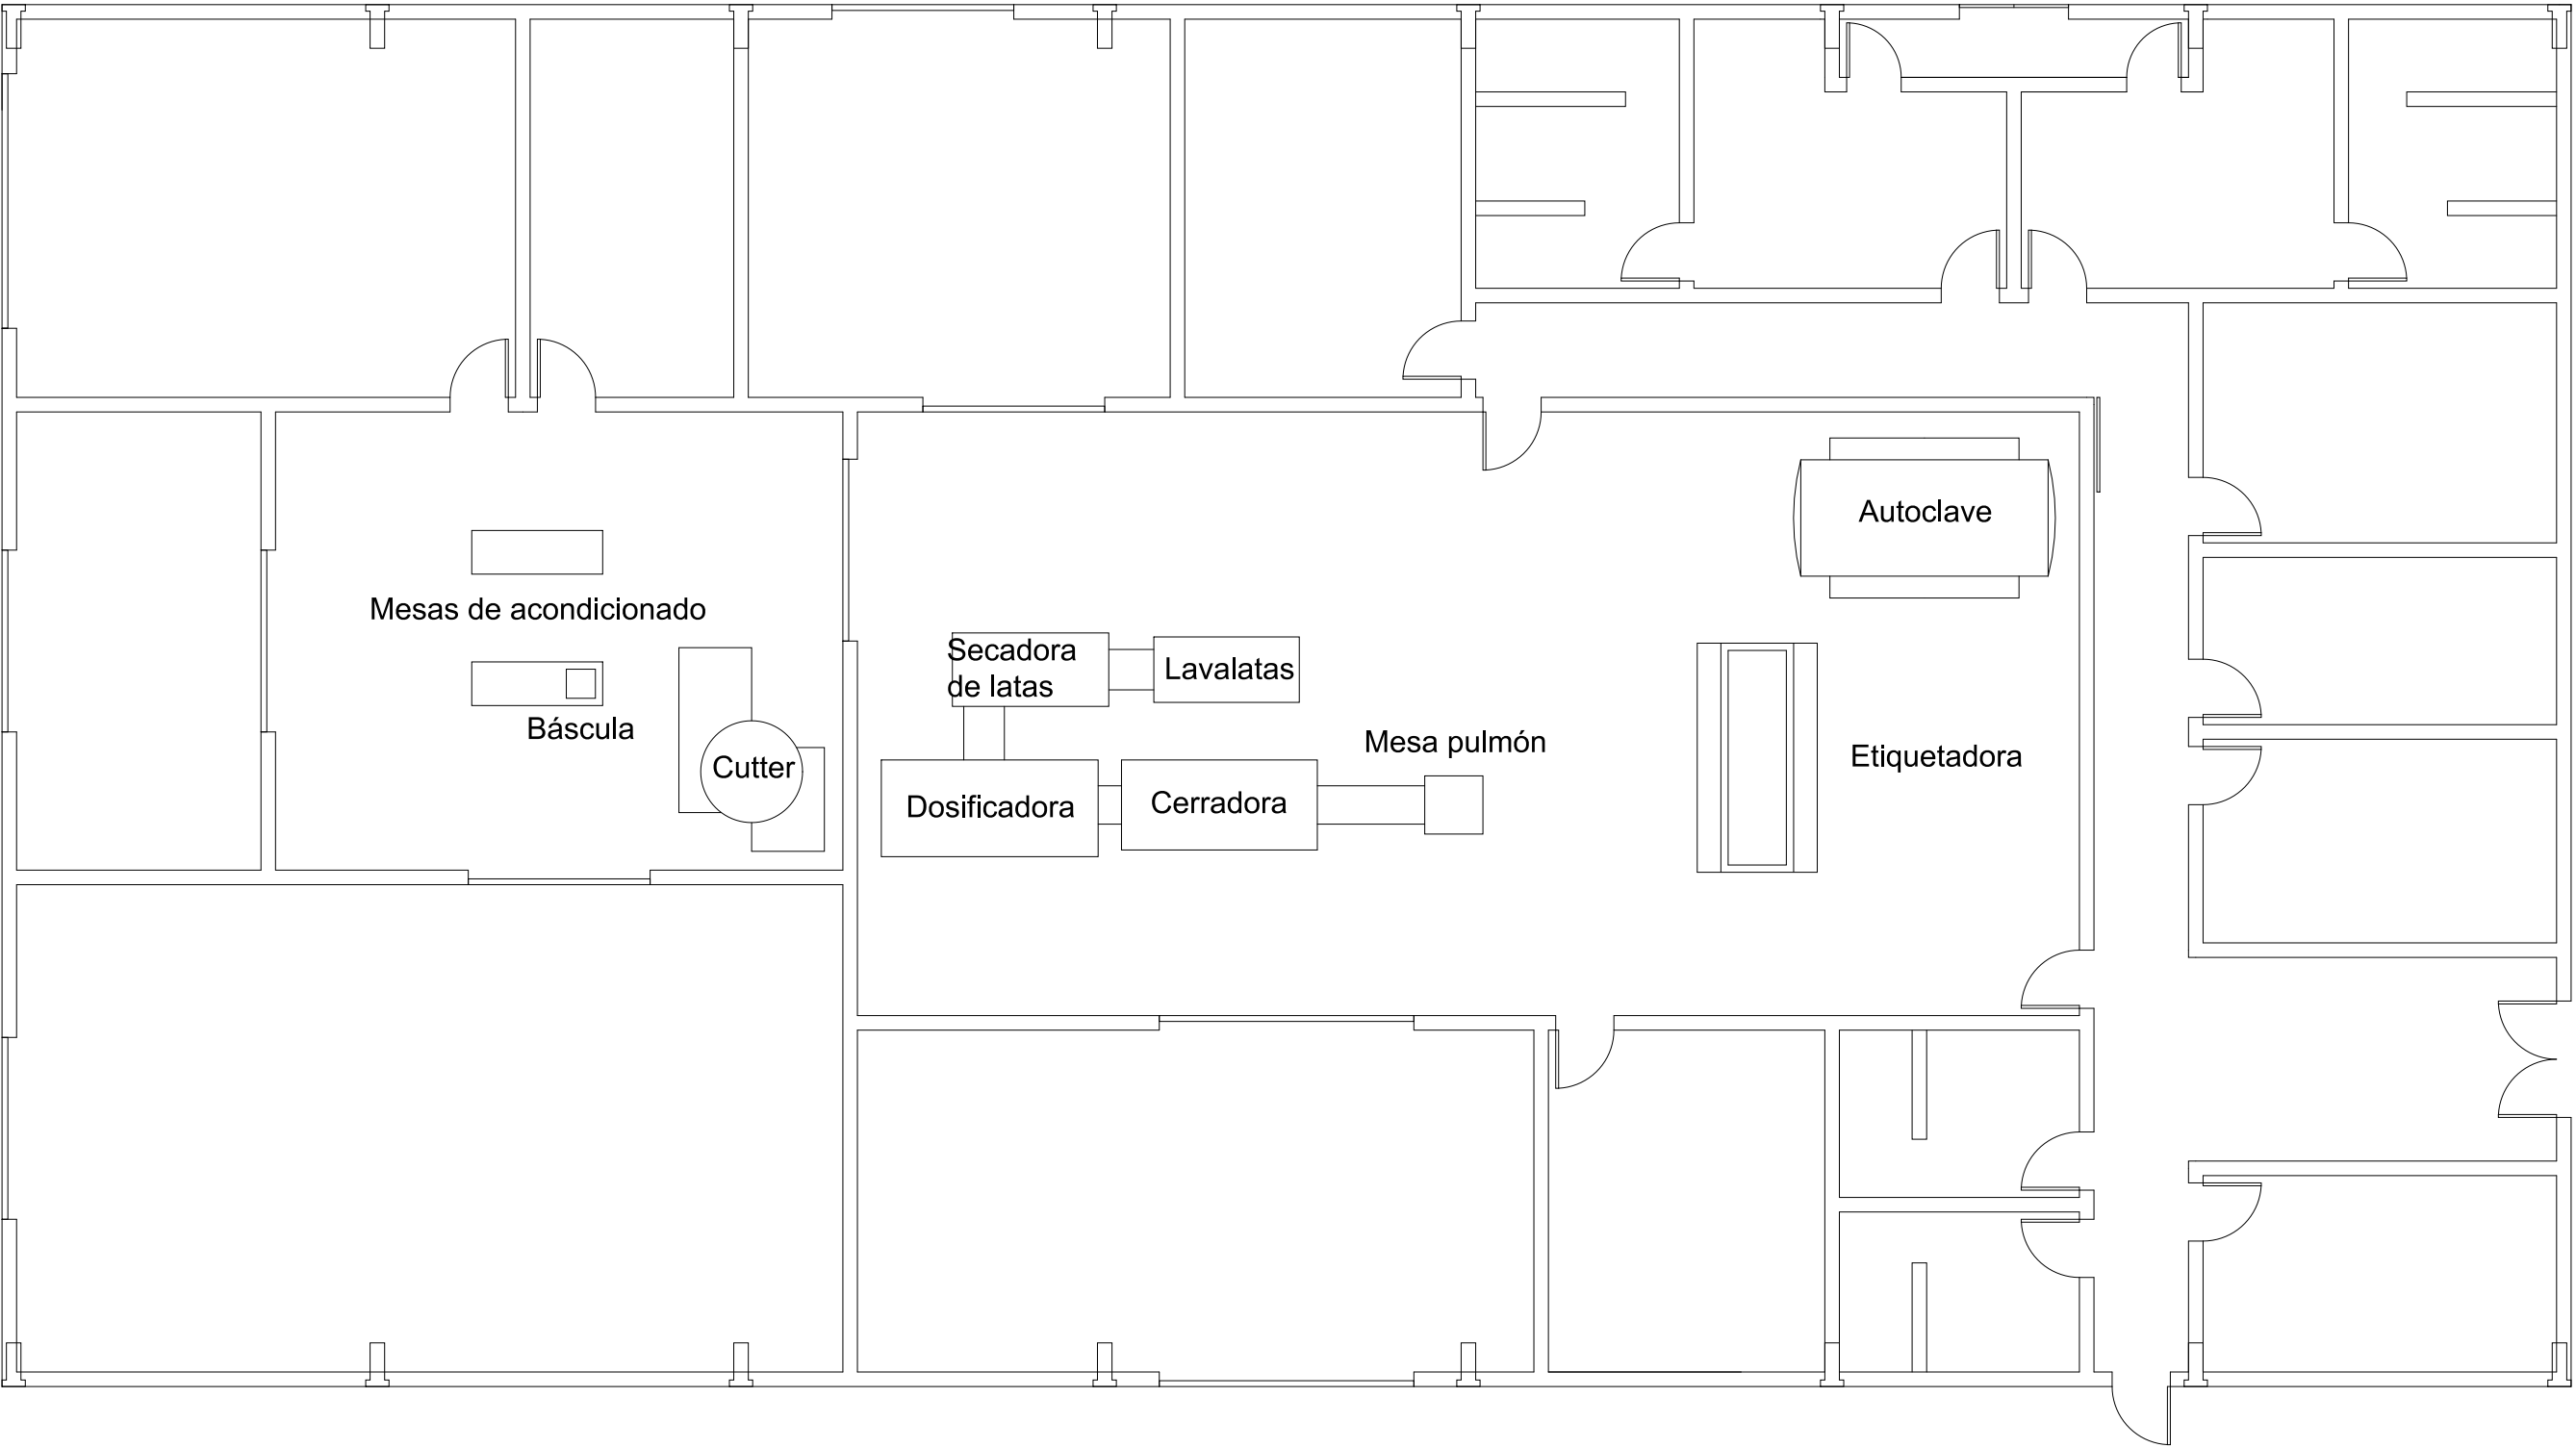 Autoclave
Mesas de acondicionado
Secadora
de latas
Lavalatas
Báscula
Mesa pulmón
Etiquetadora
Cutter
Dosificadora
Cerradora